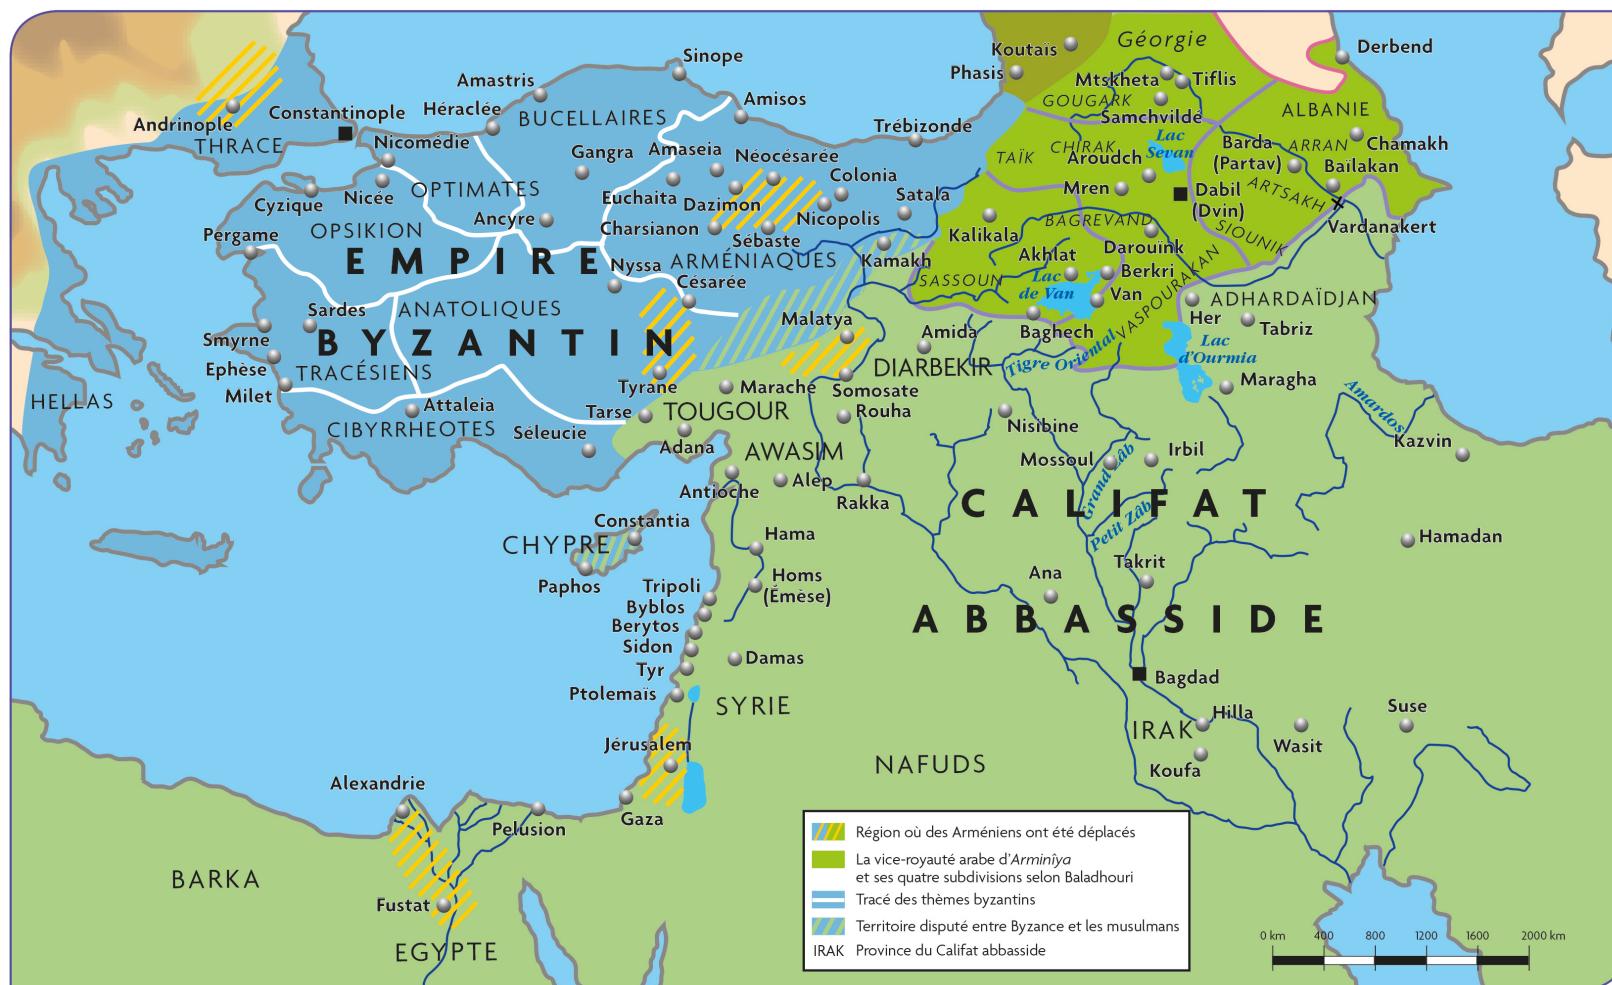 Koutaïs
Géorgie
Derbend
Sinope
Phasis
Mtskheta
Tiflis
Amastris
GOUGARK
ALBANIE
Constantinople
Héraclée
Amisos
Samchvildé
BUCELLAIRES
Andrinople
Trébizonde
Lac
Sevan
THRACE
Nicomédie
Gangra
Amaseia
Néocésarée
TAÏK
CHIRAK
Aroudch
Barda
(Partav)
ARRAN
Chamakh
Baïlakan
Nicée
OPTIMATES
Euchaita
Dazimon
Colonia
Satala
Mren
Dabil
(Dvin)
ARTSAKH
Cyzique
Ancyre
Nicopolis
BAGREVAND
SIOUNIK
Vardanakert
Pergame
OPSIKION
Charsianon
Sébaste
Kalikala
Darouïnk
EMPIRE
Nyssa
ARMÉNIAQUES
Kamakh
Akhlat
Berkri
Césarée
SASSOUN
Lac
de Van
Van
VASPOURAKAN
ADHARDAÏDJAN
Sardes
ANATOLIQUES
Malatya
Amida
Baghech
Her
Tabriz
Smyrne
BYZANTIN
Lac
d'Ourmia
Ephèse
TRACÉSIENS
DIARBEKIR
Tigre Oriental
Milet
Tyrane
Marache
Somosate
Maragha
HELLAS
Attaleia
Tarse
TOUGOUR
Rouha
Amardos
CIBYRRHEOTES
Séleucie
Adana
Nisibine
Kazvin
AWASIM
Mossoul
Grand Zâb
Irbil
Antioche
Alep
Rakka
CALIFAT
Constantia
Petit Zâb
CHYPRE
Hama
Hamadan
Paphos
Tripoli
Homs
(Émèse)
Ana
Takrit
Byblos
Berytos
ABBASSIDE
Sidon
Damas
Tyr
Bagdad
Ptolemaïs
SYRIE
Hilla
Suse
IRAK
Jérusalem
Wasit
NAFUDS
Koufa
Alexandrie
Gaza
Pelusion
BARKA
Fustat
EGYPTE
Région où des Arméniens ont été déplacés
La vice-royauté arabe d'Arminîya
et ses quatre subdivisions selon Baladhouri
Tracé des thèmes byzantins
Territoire disputé entre Byzance et les musulmans
IRAK Province du Califat abbasside
0 km 400 800 1200 1600 2000 km